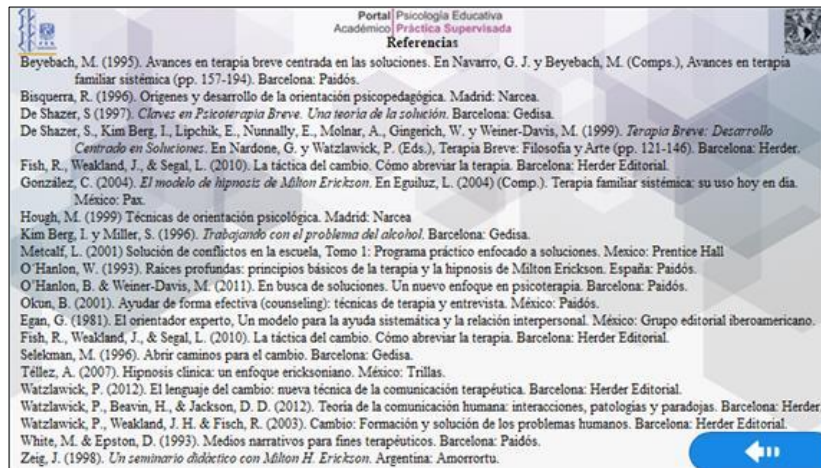 Portal Psicología Educativa
Académico Práctica Supervisada
Referencias
Beyebach, M. (1995). Avances en terapia breve centrada en las soluciones. En Navarro, G. J. y Beyebach, M. (Comps.), Avances en terapia
familiar sistémica (pp. 157-194). Barcelona: Paidós.
Bisquerra, R. (1996). Orígenes y desarrollo de la orientación psicopedagógica. Madrid: Narcea.
De Shazer, S (1997). Claves en Psicoterapia Breve. Una teoría de la solución. Barcelona: Gedisa.
De Shazer, S., Kim Berg, I., Lipchik, E., Nunnally, E., Molnar, A., Gingerich, W. y Weiner-Davis, M. (1999). Terapia Breve: Desarrollo
Centrado en Soluciones. En Nardone, G. y Watzlawick, P. (Eds.), Terapia Breve: Filosofía y Arte (pp. 121-146). Barcelona: Herder.
Fish, R., Weakland, J., & Segal, L. (2010). La táctica del cambio. Cómo abreviar la terapia. Barcelona: Herder Editorial.
González, C. (2004). El modelo de hipnosis de Milton Erickson. En Eguiluz, L. (2004) (Comp.). Terapia familiar sistémica: su uso hoy en día.
México: Pax.
Hough, M. (1999) Técnicas de orientación psicológica. Madrid: Narcea
Kim Berg, I. y Miller, S. (1996). Trabajando con el problema del alcohol. Barcelona: Gedisa.
Metcalf, L. (2001) Solución de conflictos en la escuela, Tomo 1: Programa práctico enfocado a soluciones. Mexico: Prentice Hall
O´Hanlon, W. (1993). Raíces profundas: principios básicos de la terapia y la hipnosis de Milton Erickson. España: Paidós.
O´Hanlon, B. & Weiner-Davis, M. (2011). En busca de soluciones. Un nuevo enfoque en psicoterapia. Barcelona: Paidós.
Okun, B. (2001). Ayudar de forma efectiva (counseling): técnicas de terapia y entrevista. México: Paidós.
Egan, G. (1981). El orientador experto, Un modelo para la ayuda sistemática y la relación interpersonal. México: Grupo editorial iberoamericano.
Fish, R., Weakland, J., & Segal, L. (2010). La táctica del cambio. Cómo abreviar la terapia. Barcelona: Herder Editorial.
Selekman, M. (1996). Abrir caminos para el cambio. Barcelona: Gedisa.
Téllez, A. (2007). Hipnosis clínica: un enfoque ericksoniano. México: Trillas.
Watzlawick, P. (2012). El lenguaje del cambio: nueva técnica de la comunicación terapéutica. Barcelona: Herder Editorial.
Watzlawick, P., Beavin, H., & Jackson, D. D. (2012). Teoría de la comunicación humana: interacciones, patologías y paradojas. Barcelona: Herder
Watzlawick, P., Weakland, J. H. & Fisch, R. (2003). Cambio: Formación y solución de los problemas humanos. Barcelona: Herder Editorial.
White, M. & Epston, D. (1993). Medios narrativos para fines terapéuticos. Barcelona: Paidós.
Zeig, J. (1998). Un seminario didáctico con Milton H. Erickson. Argentina: Amorrortu.